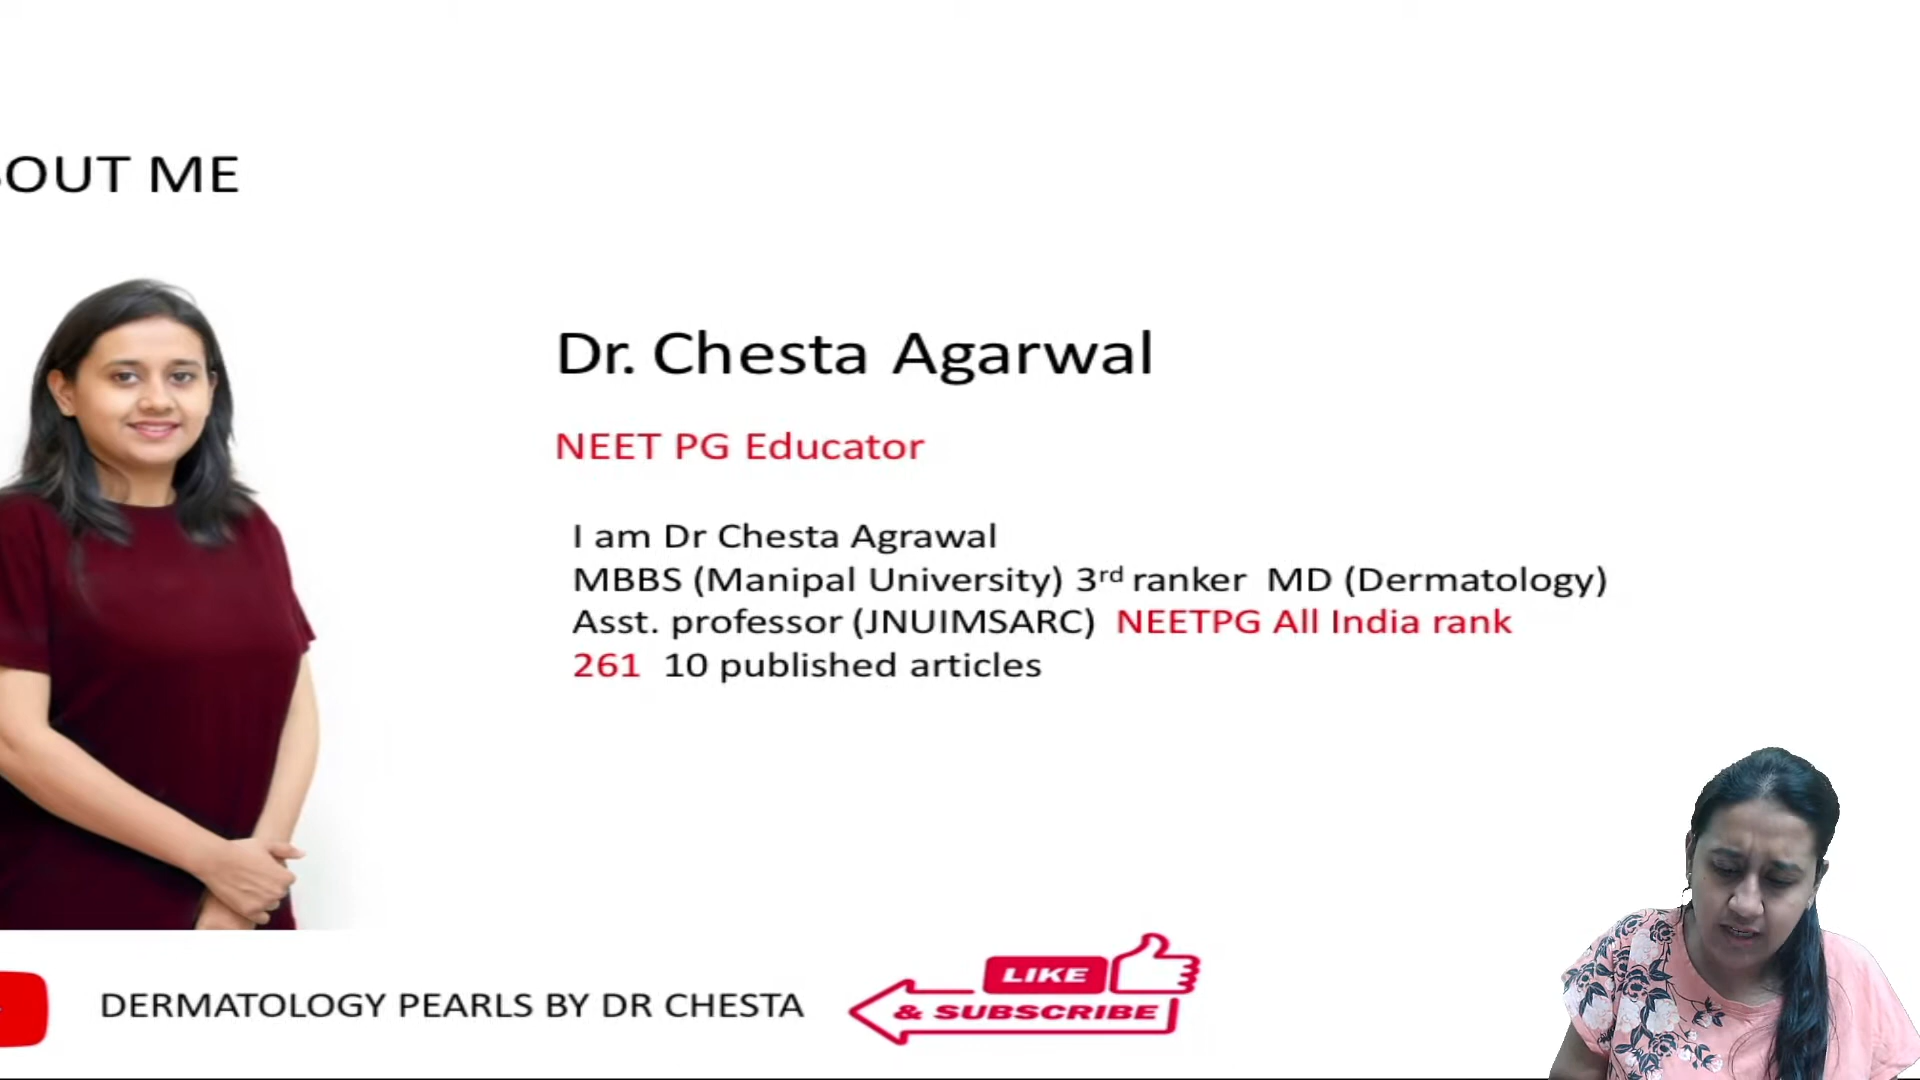 BOUT ME
Dr. Chesta Agarwal
NEET PG Educator
I am Dr Chesta Agrawal
MBBS (Manipal University) 3rd ranker MD (Dermatology)
Asst. professor (JNUIMSARC) NEETPG All India rank
261 10 published articles
DERMATOLOGY PEARLS BY DR CHESTA
LIKE
& SUBSCRIBE